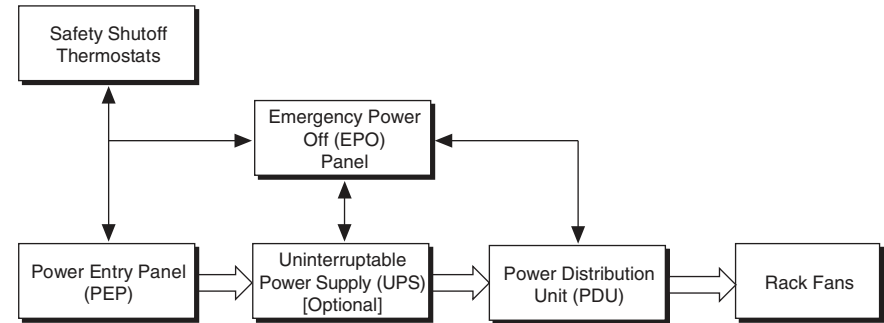 Safety Shutoff
Thermostats
Emergency Power
Off (EPO)
Panel
Power Entry Panel
(PEP)
Uninterruptable
Power Supply (UPS)
[Optional]
Power Distribution
Unit (PDU)
Rack Fans